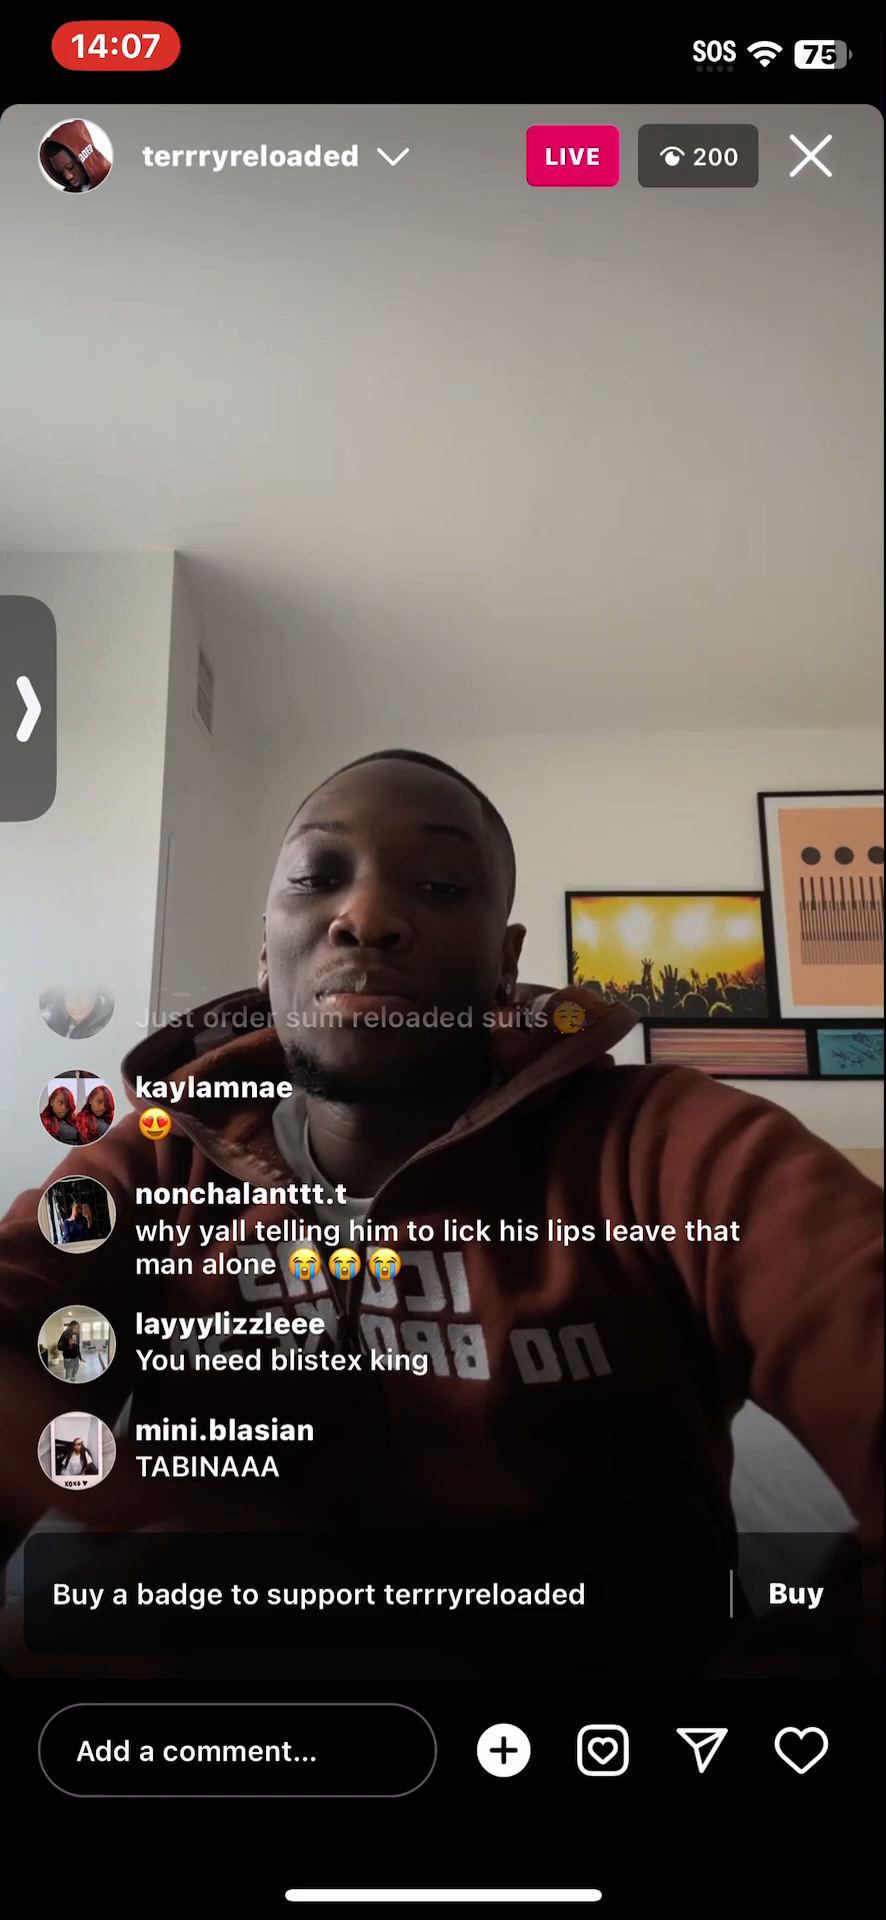 14:07
SOS
75
terrryreloaded
LIVE
200
Just order sum reloaded suits🥳
kaylamnae
😍
nonchalanttt.t
why yall telling him to lick his lips leave that
man alone 😭😭😭
layyylizzleee
You need blistex king
mini.blasian
TABINAAA
Buy a badge to support terrryreloaded
Buy
Add a comment...